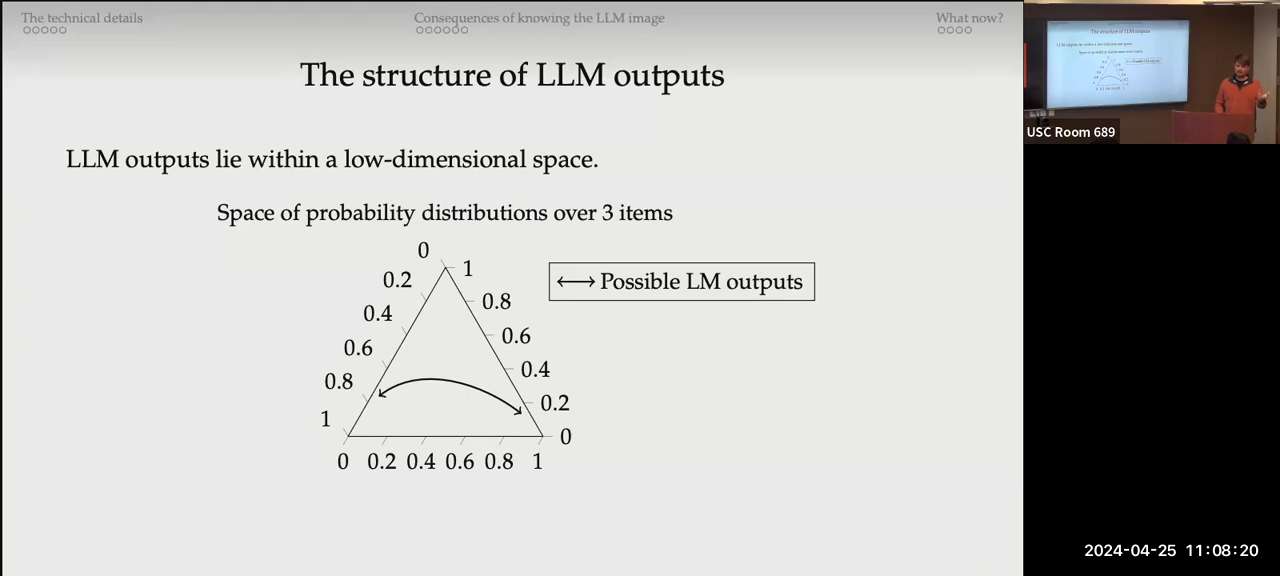 The technical details
Consequences of knowing the LLM image
What now?
The structure of LLM outputs
LLM outputs lie within a low-dimensional space.
Space of probability distributions over 3 items
0
0.2
0.4
0.6
0.8
1
1
0.8
0.6
0.4
0.2
0
0 0.2 0.4 0.6 0.8 1
Possible LM outputs
USC Room 689
2024-04-25 11:08:20